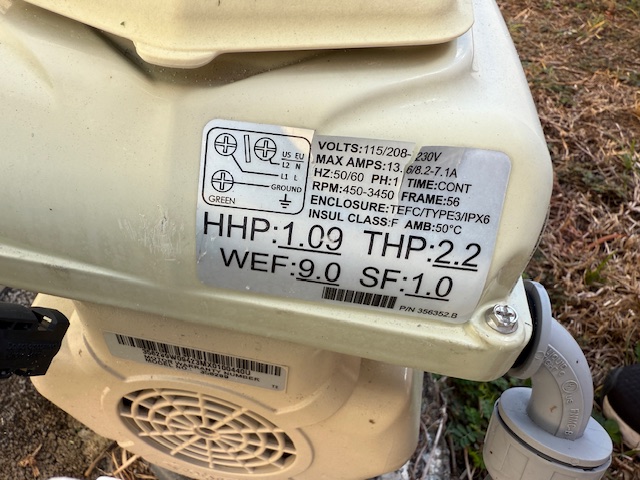 US EU
L2 N
L1 L
GROUND
GREEN
VOLTS:115/208-230V
MAX AMPS:13.6/8.2-7.1A
HZ:50/60 PH:1 TIME:CONT
RPM:450-3450 FRAME:56
ENCLOSURE:TEFC/TYPE3/IPX6
INSUL CLASS:F AMB:50°C
HHP:1.09 THP:2.2
WEF:9.0 SF:1.0
P/N 356352.B